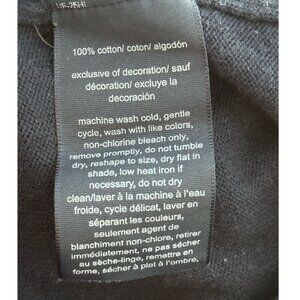 100% cotton/ coton/ algodón
exclusive of decoration/ sauf
décoration/ excluye la
decoración
machine wash cold, gentle
cycle, wash with like colors,
non-chlorine bleach only,
remove promptly, do not tumble
dry, reshape to size, dry flat in
shade, low heat iron if
necessary, do not dry
clean/laver à la machine à l'eau
froide, cycle délicat, laver en
séparant les couleurs,
seulement agent de
blanchiment non-chlore, retirer
immédiatement, ne pas sécher
au sèche-linge, remettre en
forme, sécher à plat à l'ombre,